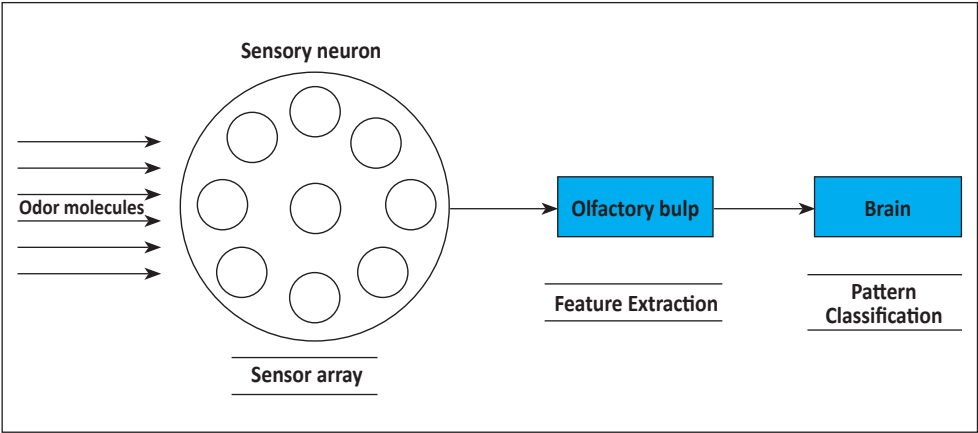 Sensory neuron
Odor molecules
Olfactory bulp
Brain
Feature Extraction
Pattern
Classification
Sensor array